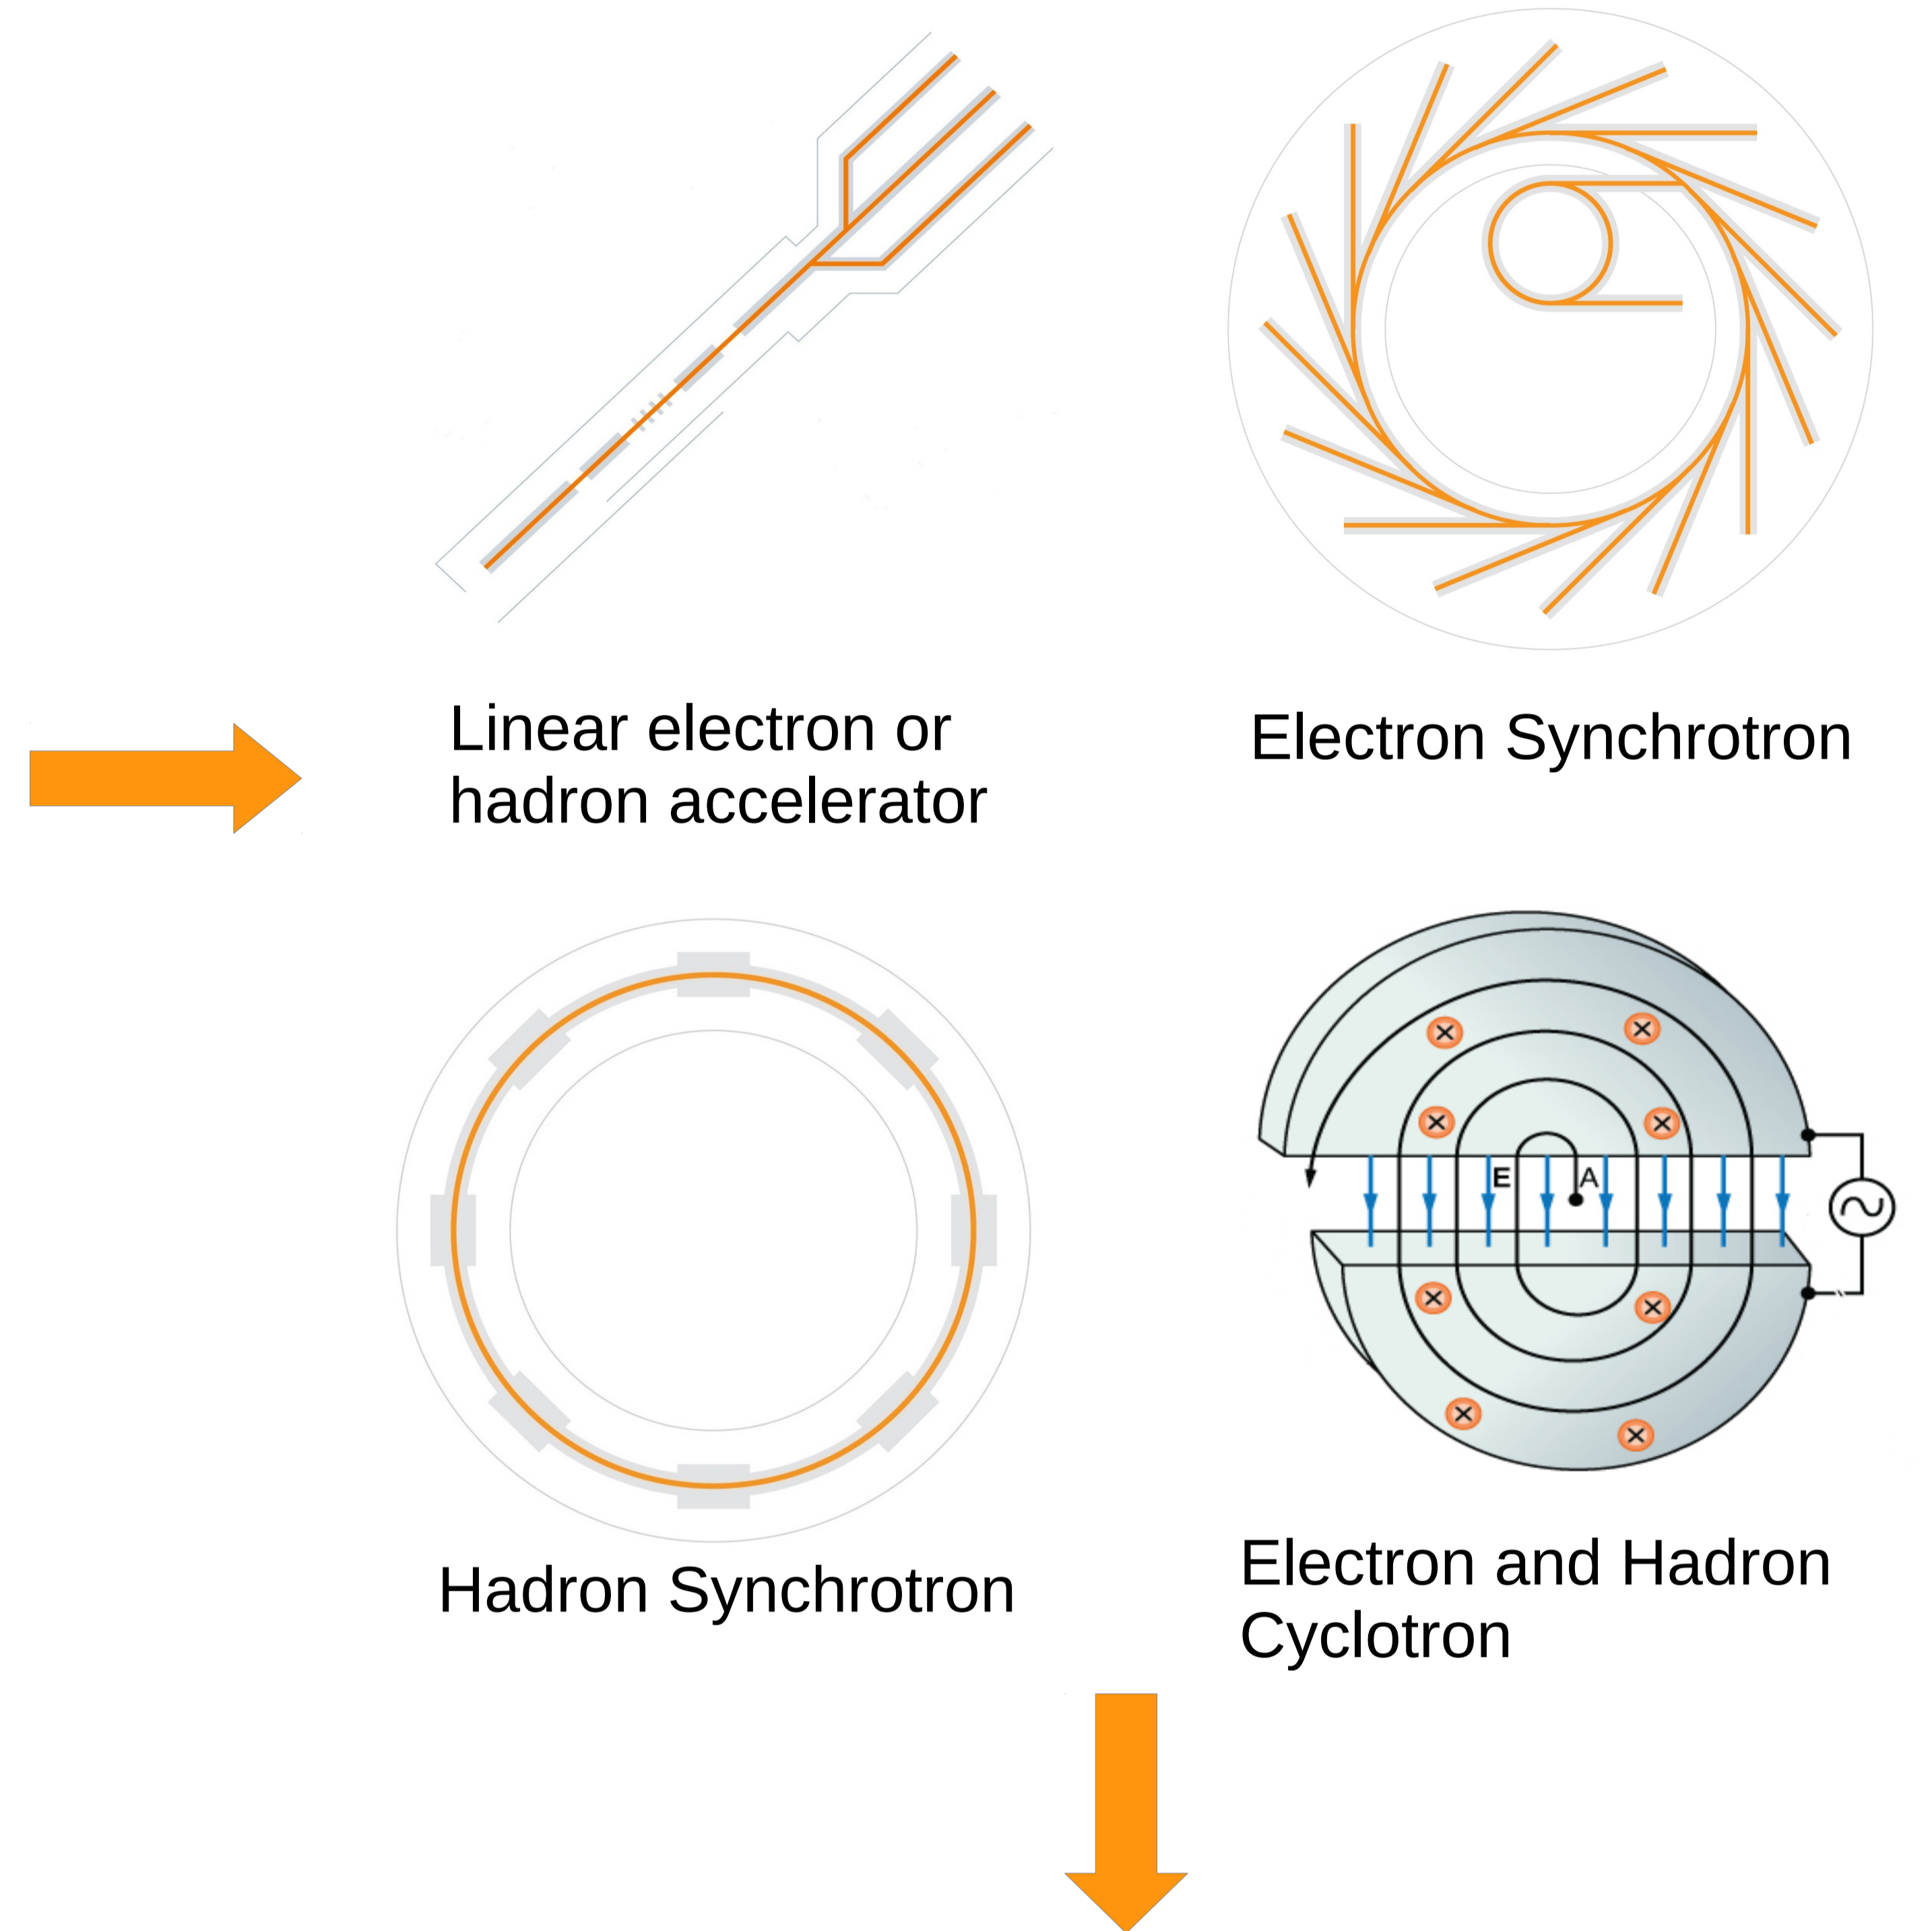 Linear electron or
hadron accelerator
Electron Synchrotron
E
A
Hadron Synchrotron
Electron and Hadron
Cyclotron